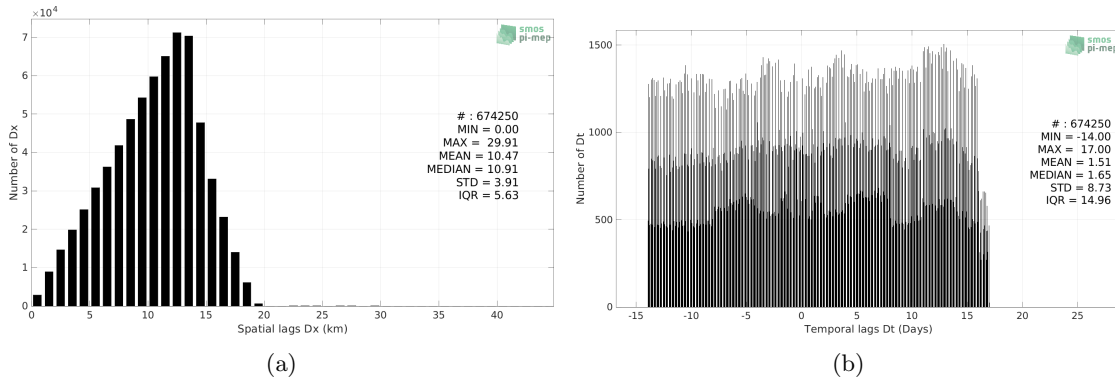 ×10⁴
7
6
5
4
3
2
1
0
Number of Dx
0 5 10 15 20 25 30 35 40
Spatial lags Dx (km)
smos
pi-mep
# : 674250
MIN = 0.00
MAX = 29.91
MEAN = 10.47
MEDIAN = 10.91
STD = 3.91
IQR = 5.63
(a)
1500
1000
500
0
Number of Dt
-15 -10 -5 0 5 10 15 20 25
Temporal lags Dt (Days)
smos
pi-mep
# : 674250
MIN = -14.00
MAX = 17.00
MEAN = 1.51
MEDIAN = 1.65
STD = 8.73
IQR = 14.96
(b)